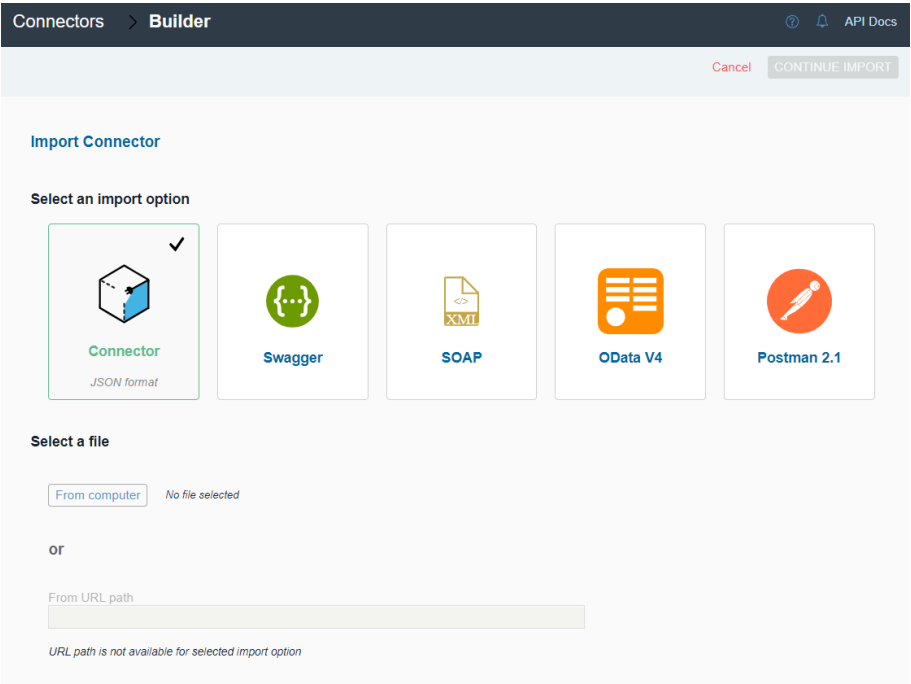 Connectors > Builder API Docs
Cancel CONTINUE IMPORT
Import Connector
Select an import option
Connector
JSON format
{...}
Swagger
</>
XML
SOAP
OData V4
Postman 2.1
Select a file
From computer No file selected
or
From URL path
URL path is not available for selected import option